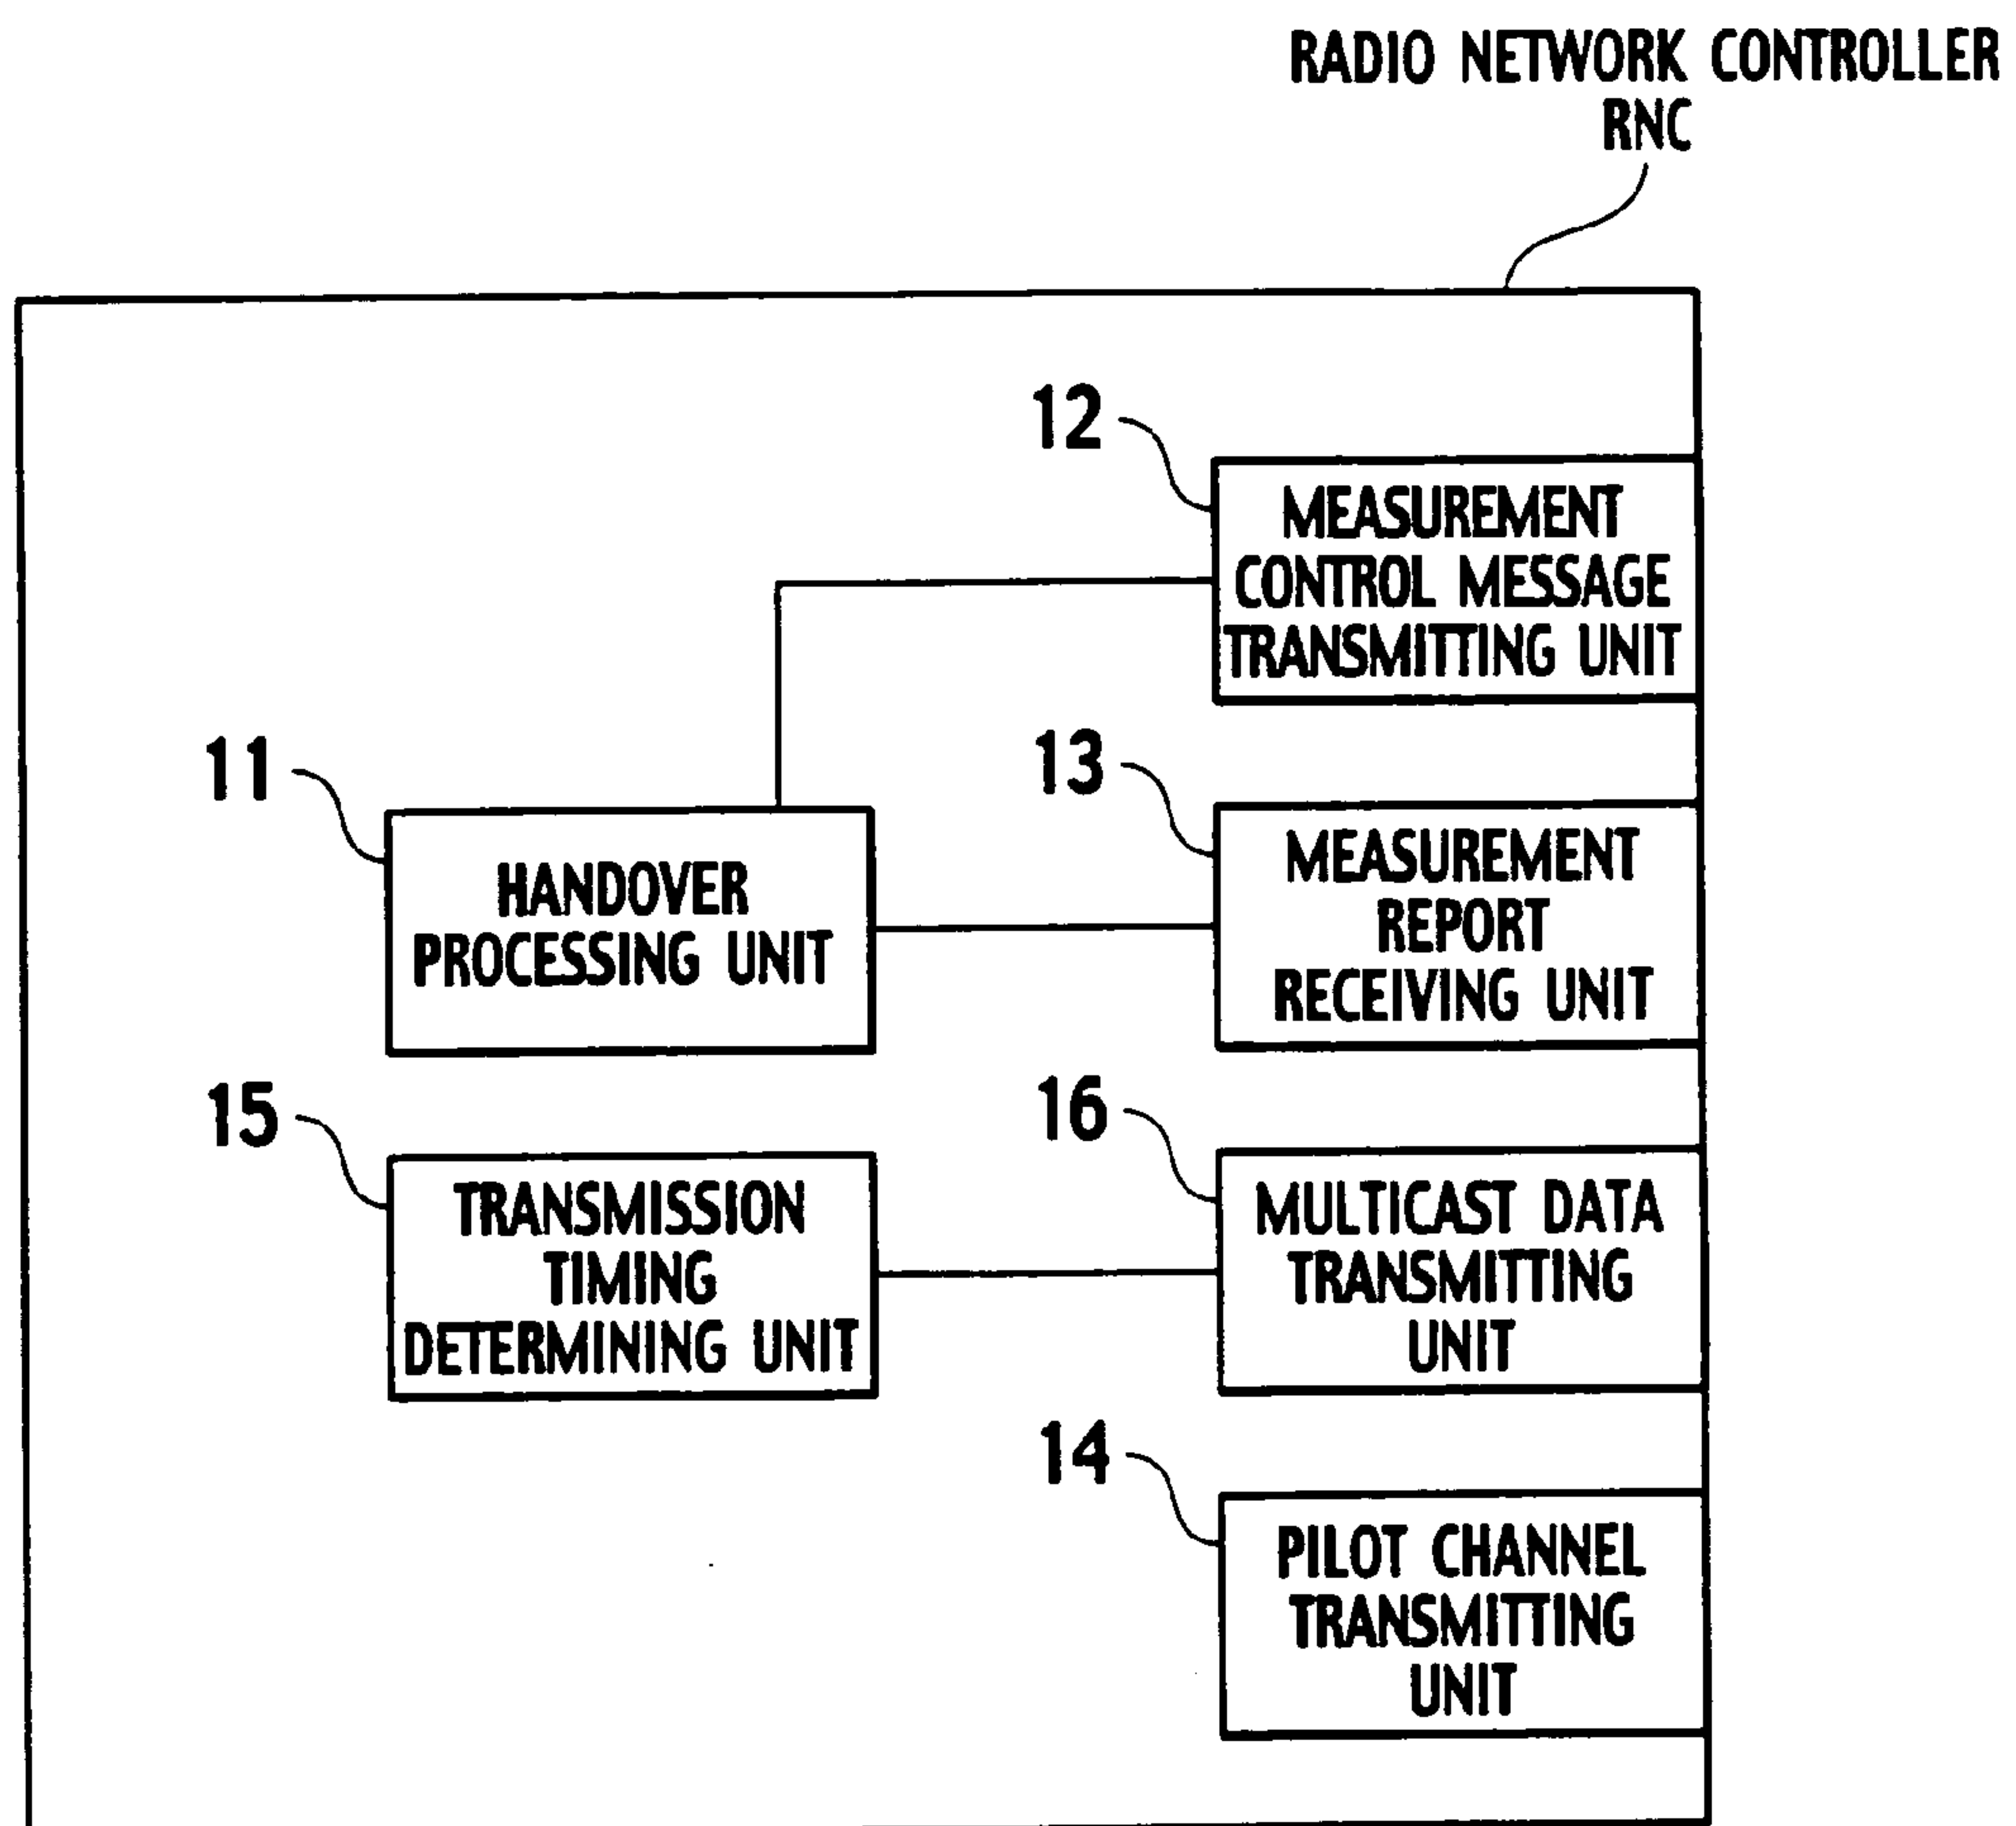 RADIO NETWORK CONTROLLER
RNC
12
MEASUREMENT
CONTROL MESSAGE
TRANSMITTING UNIT
11
HANDOVER
PROCESSING UNIT
13
MEASUREMENT
REPORT
RECEIVING UNIT
15
TRANSMISSION
TIMING
DETERMINING UNIT
16
MULTICAST DATA
TRANSMITTING
UNIT
14
PILOT CHANNEL
TRANSMITTING
UNIT